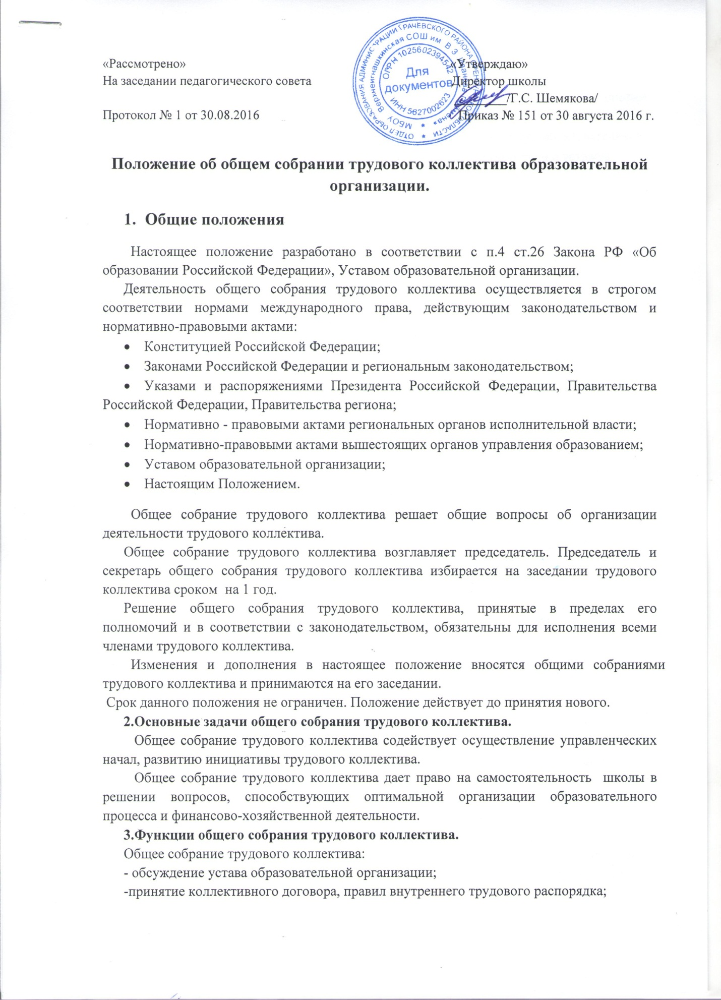 «Рассмотрено» «Утверждаю»
На заседании педагогического совета Директор школы
/Г.С. Шемякова/
Протокол № 1 от 30.08.2016 Приказ № 151 от 30 августа 2016 г.
ОТДЕЛ ОБРАЗОВАНИЯ АДМИНИСТРАЦИИ ГРАЧЕВСКОГО РАЙОНА ОРЕНБУРГСКОЙ ОБЛАСТИ
МБОУ Верхнеигнашкинская СОШ им В З Иванова
ОГРН 1025602394542
Для
документов
ИНН 5627002623
Положение об общем собрании трудового коллектива образовательной
организации.
1. Общие положения
Настоящее положение разработано в соответствии с п.4 ст.26 Закона РФ «Об
образовании Российской Федерации», Уставом образовательной организации.
Деятельность общего собрания трудового коллектива осуществляется в строгом
соответствии нормами международного права, действующим законодательством и
нормативно-правовыми актами:
• Конституцией Российской Федерации;
• Законами Российской Федерации и региональным законодательством;
• Указами и распоряжениями Президента Российской Федерации, Правительства
Российской Федерации, Правительства региона;
• Нормативно - правовыми актами региональных органов исполнительной власти;
• Нормативно-правовыми актами вышестоящих органов управления образованием;
• Уставом образовательной организации;
• Настоящим Положением.
Общее собрание трудового коллектива решает общие вопросы об организации
деятельности трудового коллектива.
Общее собрание трудового коллектива возглавляет председатель. Председатель и
секретарь общего собрания трудового коллектива избирается на заседании трудового
коллектива сроком на 1 год.
Решение общего собрания трудового коллектива, принятые в пределах его
полномочий и в соответствии с законодательством, обязательны для исполнения всеми
членами трудового коллектива.
Изменения и дополнения в настоящее положение вносятся общими собраниями
трудового коллектива и принимаются на его заседании.
Срок данного положения не ограничен. Положение действует до принятия нового.
2.Основные задачи общего собрания трудового коллектива.
Общее собрание трудового коллектива содействует осуществление управленческих
начал, развитию инициативы трудового коллектива.
Общее собрание трудового коллектива дает право на самостоятельность школы в
решении вопросов, способствующих оптимальной организации образовательного
процесса и финансово-хозяйственной деятельности.
3.Функции общего собрания трудового коллектива.
Общее собрание трудового коллектива:
- обсуждение устава образовательной организации;
-принятие коллективного договора, правил внутреннего трудового распорядка;